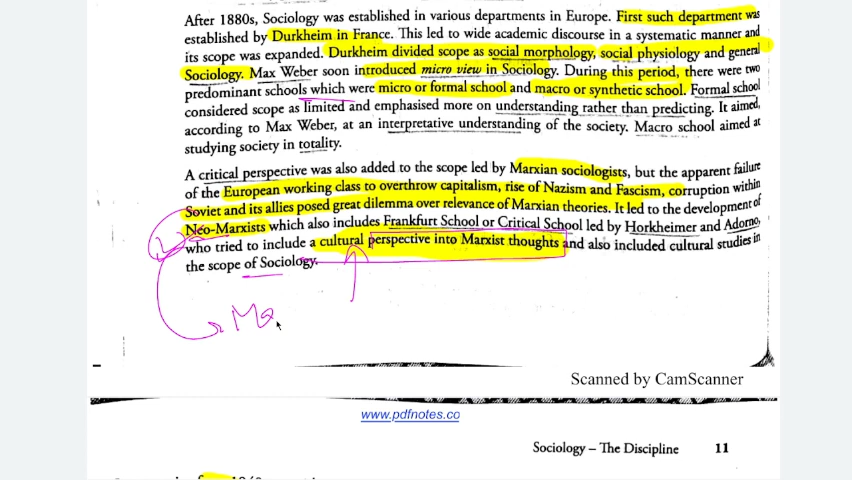 After 1880s, Sociology was established in various departments in Europe. First such department was
established by Durkheim in France. This led to wide academic discourse in a systematic manner and
its scope was expanded. Durkheim divided scope as social morphology, social physiology and general
Sociology. Max Weber soon introduced micro view in Sociology. During this period, there were two
predominant schools which were micro or formal school and macro or synthetic school. Formal school
considered scope as limited and emphasised more on understanding rather than predicting. It aimed,
according to Max Weber, at an interpretative understanding of the society. Macro school aimed at
studying society in totality.
A critical perspective was also added to the scope led by Marxian sociologists, but the apparent failure
of the European working class to overthrow capitalism, rise of Nazism and Fascism, corruption within
Soviet and its allies posed great dilemma over relevance of Marxian theories. It led to the development of
Neo-Marxists which also includes Frankfurt School or Critical School led by Horkheimer and Adorno,
who tried to include a cultural perspective into Marxist thoughts and also included cultural studies in
the scope of Sociology.
Scanned by CamScanner
www.pdfnotes.co
Sociology – The Discipline 11